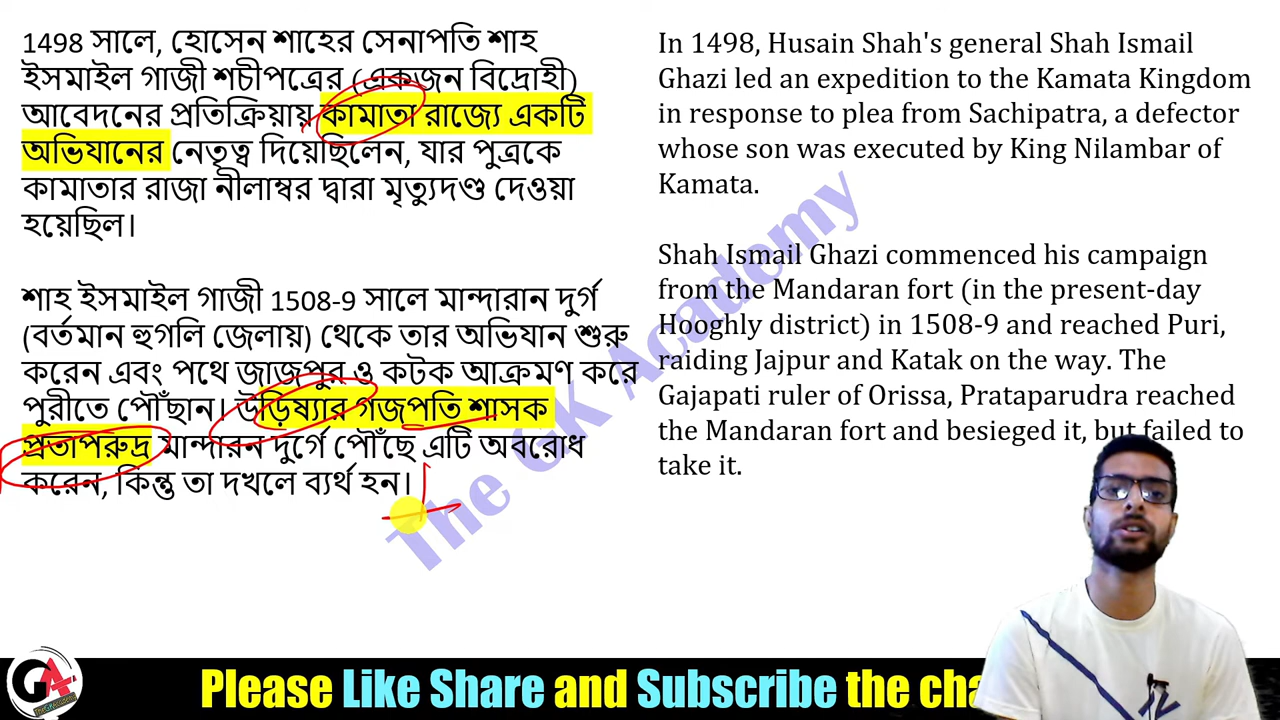 1498 সালে, হোসেন শাহের সেনাপতি শাহ
ইসমাইল গাজী শচীপত্রের (একজন বিদ্রোহী)
আবেদনের প্রতিক্রিয়ায় কামাতা রাজ্যে একটি
অভিযানের নেতৃত্ব দিয়েছিলেন, যার পুত্রকে
কামাতার রাজা নীলাম্বর দ্বারা মৃত্যুদণ্ড দেওয়া
হয়েছিল।
শাহ ইসমাইল গাজী 1508-9 সালে মান্দারান দুর্গ
(বর্তমান হুগলি জেলায়) থেকে তার অভিযান শুরু
করেন এবং পথে জাজপুর ও কটক আক্রমণ করে
পুরীতে পৌঁছান। উড়িষ্যার গজপতি শাসক
প্রতাপরুদ্র মান্দারন দুর্গে পৌঁছে এটি অবরোধ
করেন, কিন্তু তা দখলে ব্যর্থ হন।
In 1498, Husain Shah's general Shah Ismail
Ghazi led an expedition to the Kamata Kingdom
in response to plea from Sachipatra, a defector
whose son was executed by King Nilambar of
Kamata.
Shah Ismail Ghazi commenced his campaign
from the Mandaran fort (in the present-day
Hooghly district) in 1508-9 and reached Puri,
raiding Jajpur and Katak on the way. The
Gajapati ruler of Orissa, Prataparudra reached
the Mandaran fort and besieged it, but failed to
take it.
The GK Academy
GA
Please Like Share and Subscribe the cha